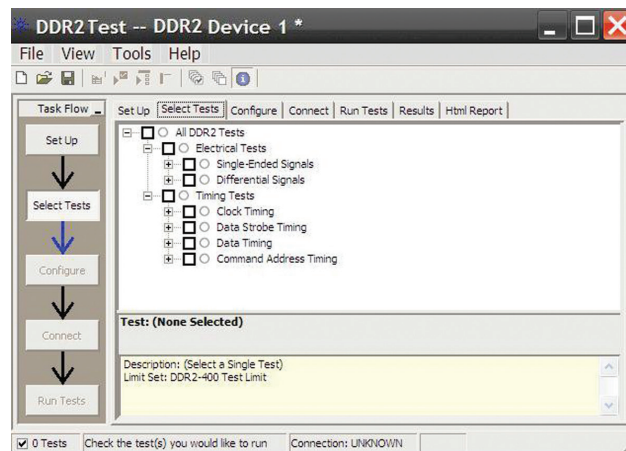 DDR2 Test -- DDR2 Device 1 *
File View Tools Help
Task Flow _
Set Up Select Tests Configure Connect Run Tests Results Html Report
Set Up
Select Tests
Configure
Connect
Run Tests
All DDR2 Tests
Electrical Tests
Single-Ended Signals
Differential Signals
Timing Tests
Clock Timing
Data Strobe Timing
Data Timing
Command Address Timing
Test: (None Selected)
Description: (Select a Single Test)
Limit Set: DDR2-400 Test Limit
0 Tests Check the test(s) you would like to run Connection: UNKNOWN